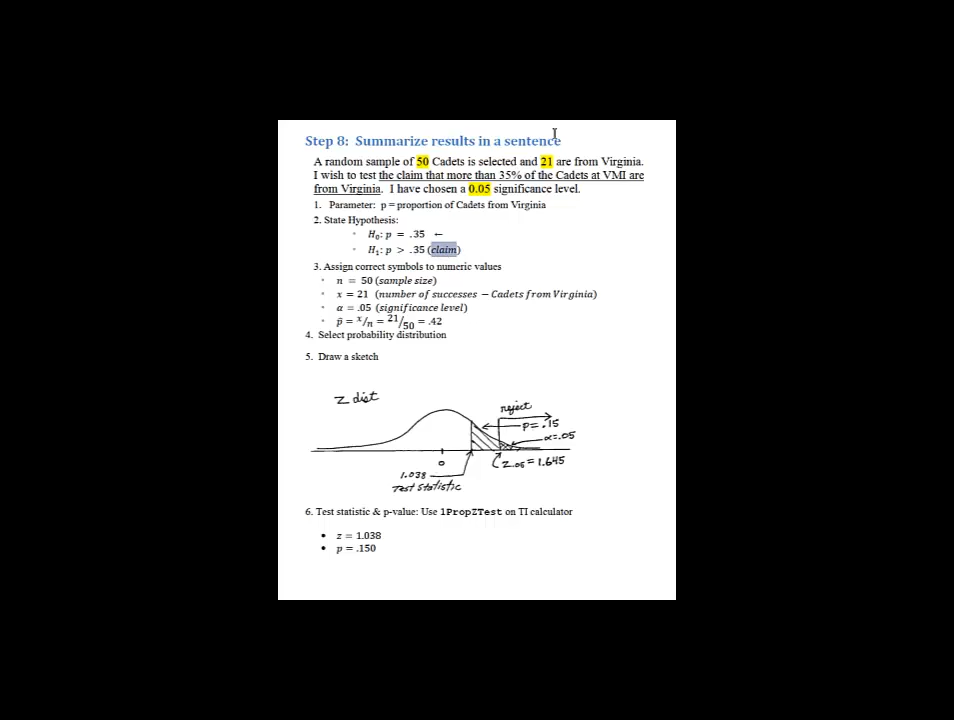 Step 8: Summarize results in a sentence
A random sample of 50 Cadets is selected and 21 are from Virginia.
I wish to test the claim that more than 35% of the Cadets at VMI are
from Virginia. I have chosen a 0.05 significance level.
1. Parameter: p = proportion of Cadets from Virginia
2. State Hypothesis:
• H₀: p = .35 ←
• H₁: p > .35 (claim)
3. Assign correct symbols to numeric values
• n = 50 (sample size)
• x = 21 (number of successes − Cadets from Virginia)
• α = .05 (significance level)
• p̂ = x/n = 21/50 = .42
4. Select probability distribution
5. Draw a sketch
Z dist
reject
P = .15
α=.05
0
Z.05 = 1.645
1.038
Test Statistic
6. Test statistic & p-value: Use 1PropZTest on TI calculator
• z = 1.038
• p = .150